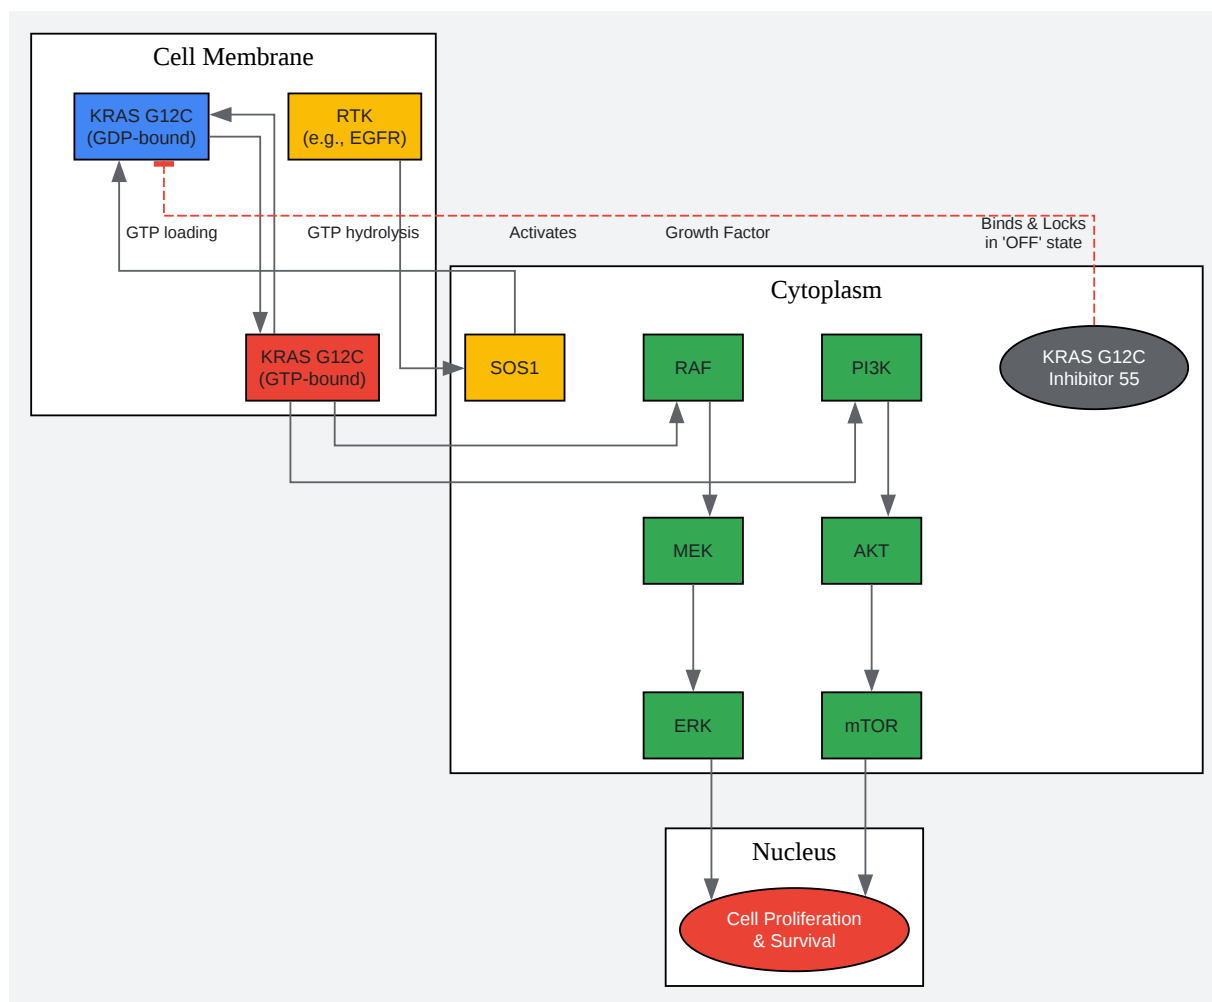 Cell Membrane
KRAS G12C
(GDP-bound)
RTK
(e.g., EGFR)
GTP loading
GTP hydrolysis
Activates
Growth Factor
Binds & Locks
in 'OFF' state
Cytoplasm
KRAS G12C
(GTP-bound)
SOS1
RAF
PI3K
KRAS G12C
Inhibitor 55
MEK
AKT
ERK
mTOR
Nucleus
Cell Proliferation
& Survival